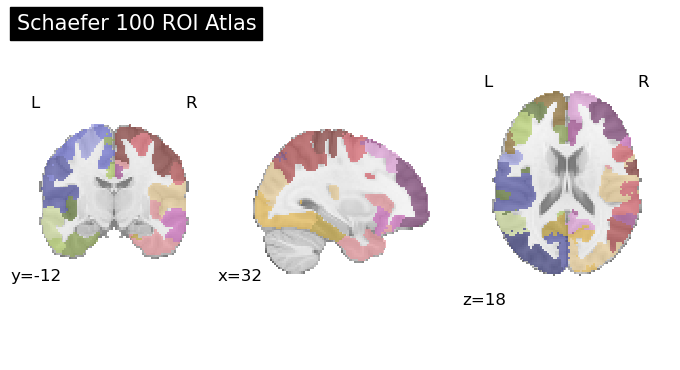 Schaefer 100 ROI Atlas
L R
L R
y=-12
x=32
z=18